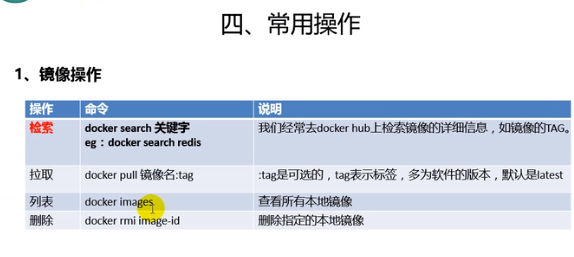 四、常用操作
1、镜像操作
操作 命令 说明
检索 docker search 关键字 我们经常去docker hub上检索镜像的详细信息，如镜像的TAG。
eg：docker search redis
拉取 docker pull 镜像名:tag :tag是可选的，tag表示标签，多为软件的版本，默认是latest
列表 docker images 查看所有本地镜像
删除 docker rmi image-id 删除指定的本地镜像